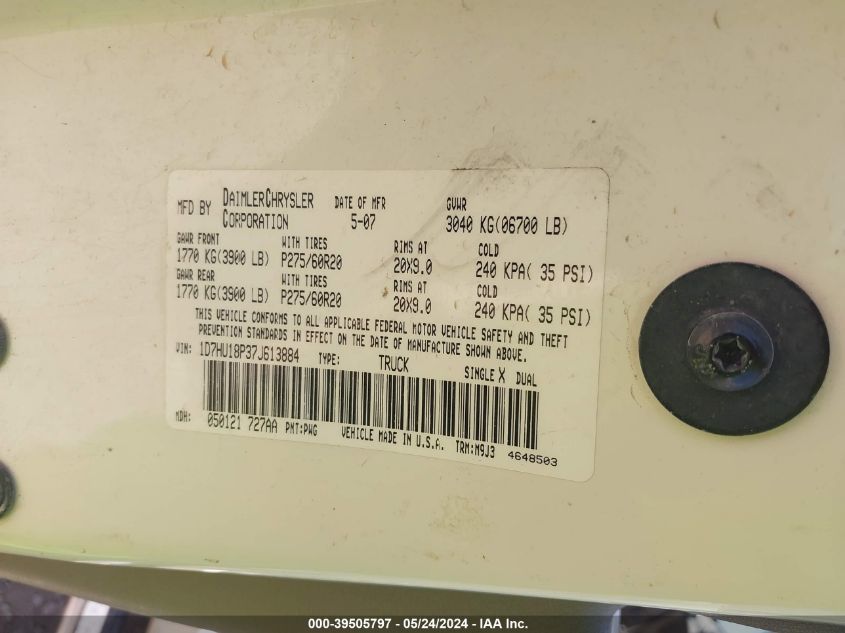 MFD BY DAIMLERCHRYSLER CORPORATION
DATE OF MFR 5-07
GVWR 3040 KG(06700 LB)
GAWR FRONT WITH TIRES RIMS AT COLD
1770 KG(3900 LB) P275/60R20 20X9.0 240 KPA( 35 PSI)
GAWR REAR WITH TIRES RIMS AT COLD
1770 KG(3900 LB) P275/60R20 20X9.0 240 KPA( 35 PSI)
THIS VEHICLE CONFORMS TO ALL APPLICABLE FEDERAL MOTOR VEHICLE SAFETY AND THEFT
PREVENTION STANDARDS IN EFFECT ON THE DATE OF MANUFACTURE SHOWN ABOVE.
VIN: 1D7HU18P37J613884 TYPE: TRUCK SINGLE X DUAL
MDH: 050121 727AA PNT:PWG VEHICLE MADE IN U.S.A. TRM:M9J3 4648503
000-39505797 - 05/24/2024 - IAA Inc.